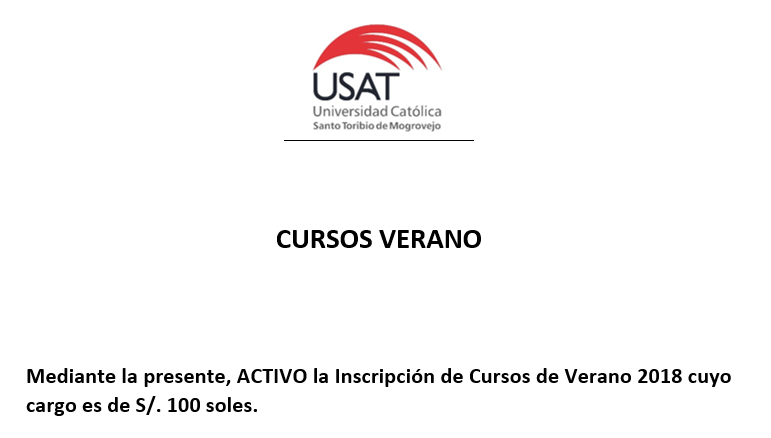 USAT
Universidad Católica
Santo Toribio de Mogrovejo
CURSOS VERANO
Mediante la presente, ACTIVO la Inscripción de Cursos de Verano 2018 cuyo
cargo es de S/. 100 soles.